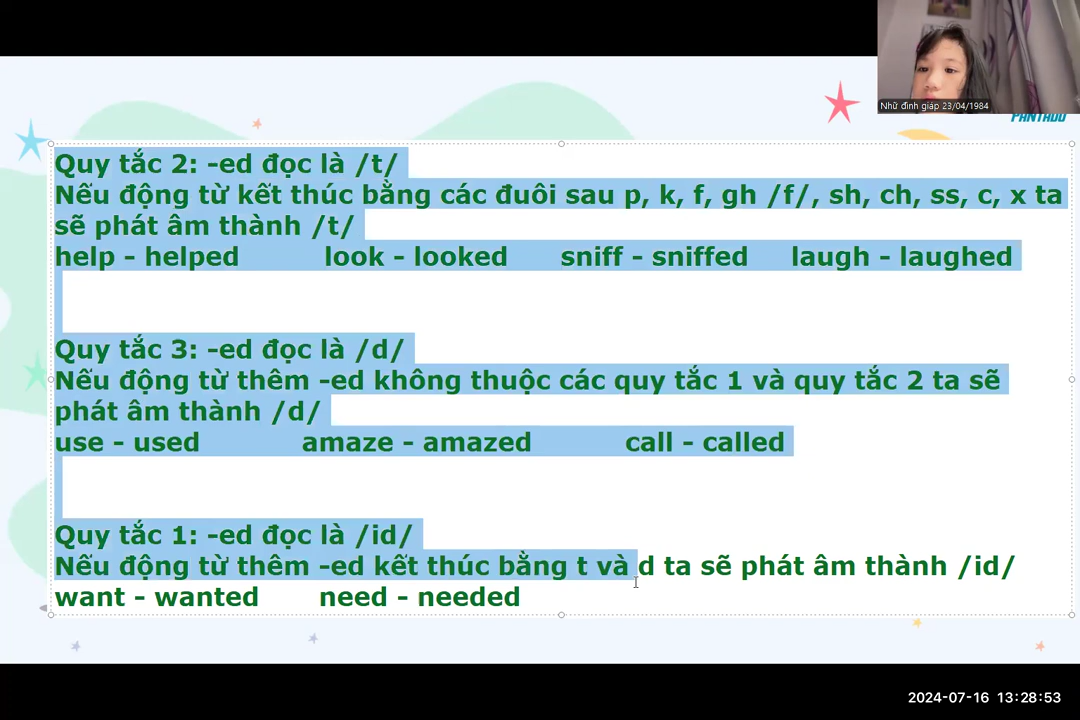 Nhữ đình giáp 23/04/1984
PANTADO
Quy tắc 2: -ed đọc là /t/
Nếu động từ kết thúc bằng các đuôi sau p, k, f, gh /f/, sh, ch, ss, c, x ta
sẽ phát âm thành /t/
help - helped look - looked sniff - sniffed laugh - laughed
Quy tắc 3: -ed đọc là /d/
Nếu động từ thêm -ed không thuộc các quy tắc 1 và quy tắc 2 ta sẽ
phát âm thành /d/
use - used amaze - amazed call - called
Quy tắc 1: -ed đọc là /id/
Nếu động từ thêm -ed kết thúc bằng t và d ta sẽ phát âm thành /id/
want - wanted need - needed
2024-07-16 13:28:53